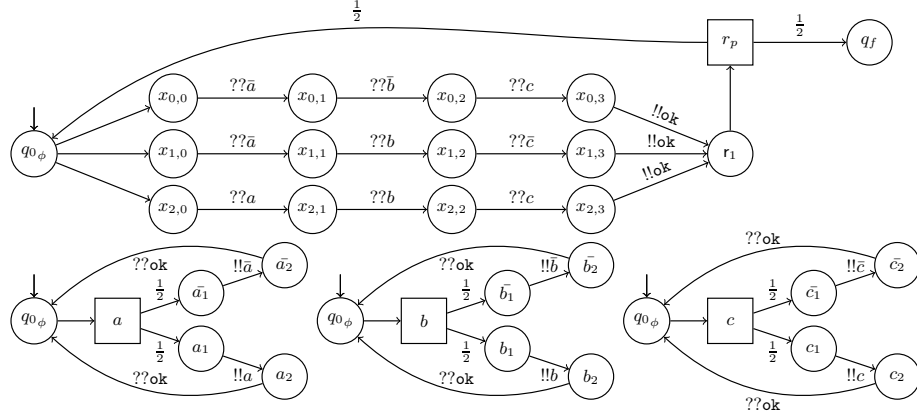 1/2 r_p 1/2 q_f
x_{0,0} ??ā x_{0,1} ??b̄ x_{0,2} ??c x_{0,3} !!ok
q_{0_ϕ} x_{1,0} ??ā x_{1,1} ??b x_{1,2} ??c̄ x_{1,3} !!ok r_1
x_{2,0} ??a x_{2,1} ??b x_{2,2} ??c x_{2,3} !!ok
??ok ā_2 ??ok b̄_2 ??ok c̄_2
1/2 ā_1 !!ā 1/2 b̄_1 !!b̄ 1/2 c̄_1 !!c̄
q_{0_ϕ} a q_{0_ϕ} b q_{0_ϕ} c
1/2 a_1 !!a 1/2 b_1 !!b 1/2 c_1 !!c
??ok a_2 ??ok b_2 ??ok c_2